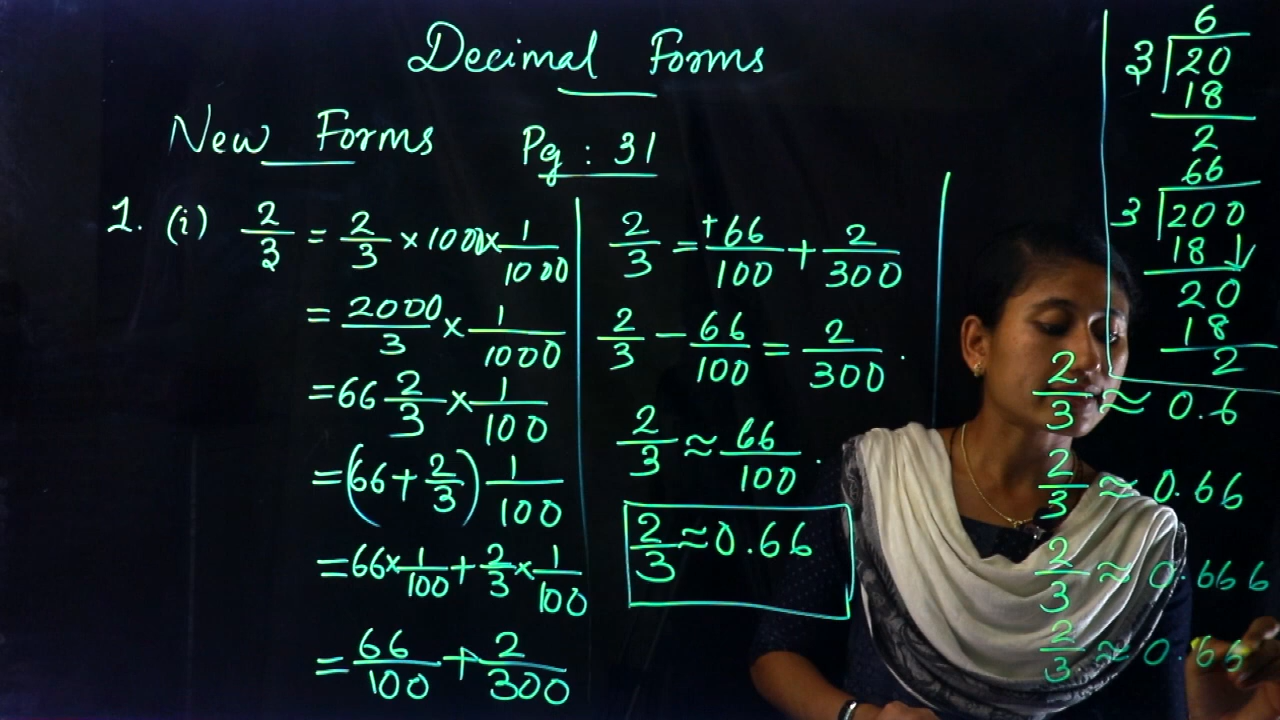 Decimal Forms
New Forms Pg : 31
1. (i) 2/3 = 2/3 × 1000 × 1/1000
= 2000/3 × 1/1000
= 66 2/3 × 1/100
= (66 + 2/3) 1/100
= 66 × 1/100 + 2/3 × 1/100
= 66/100 + 2/300
2/3 = +66/100 + 2/300
2/3 − 66/100 = 2/300.
2/3 ≈ 66/100.
2/3 ≈ 0.66
6
3 | 20
18
2
66
3 | 200
18 ↓
20
18
2
2/3 ≈ 0.6
2/3 ≈ 0.66
2/3 ≈ 0.666
2/3 ≈ 0.66